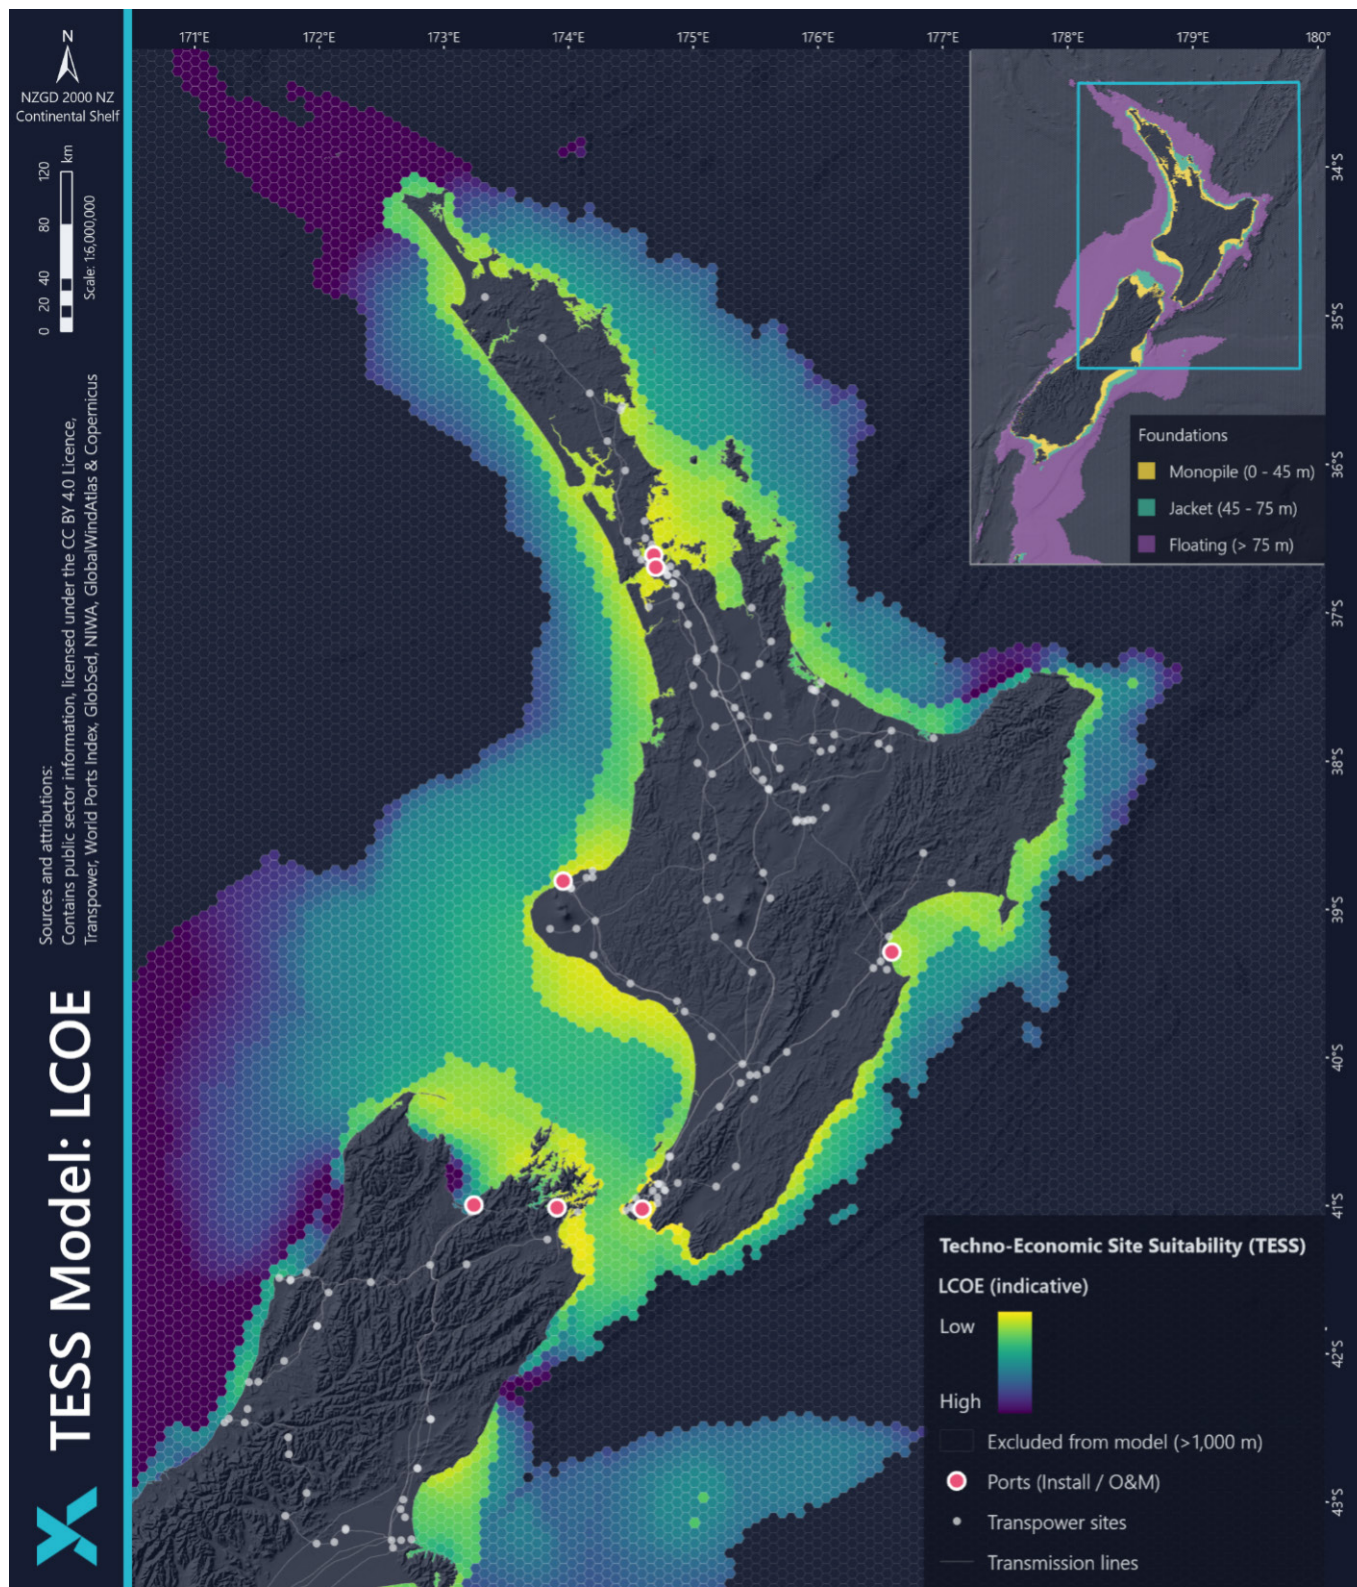 171°E 172°E 173°E 174°E 175°E 176°E 177°E 178°E 179°E 180°
N
NZGD 2000 NZ
Continental Shelf
0 20 40 80 120 km
Scale: 1:6,000,000
Sources and attributions:
Contains public sector information, licensed under the CC BY 4.0 Licence,
Transpower, World Ports Index, GlobSed, NIWA, GlobalWindAtlas & Copernicus
TESS Model: LCOE
Foundations
Monopile (0 - 45 m)
Jacket (45 - 75 m)
Floating (> 75 m)
34°S
35°S
36°S
37°S
38°S
39°S
40°S
41°S
42°S
43°S
Techno-Economic Site Suitability (TESS)
LCOE (indicative)
Low
High
Excluded from model (>1,000 m)
Ports (Install / O&M)
Transpower sites
Transmission lines